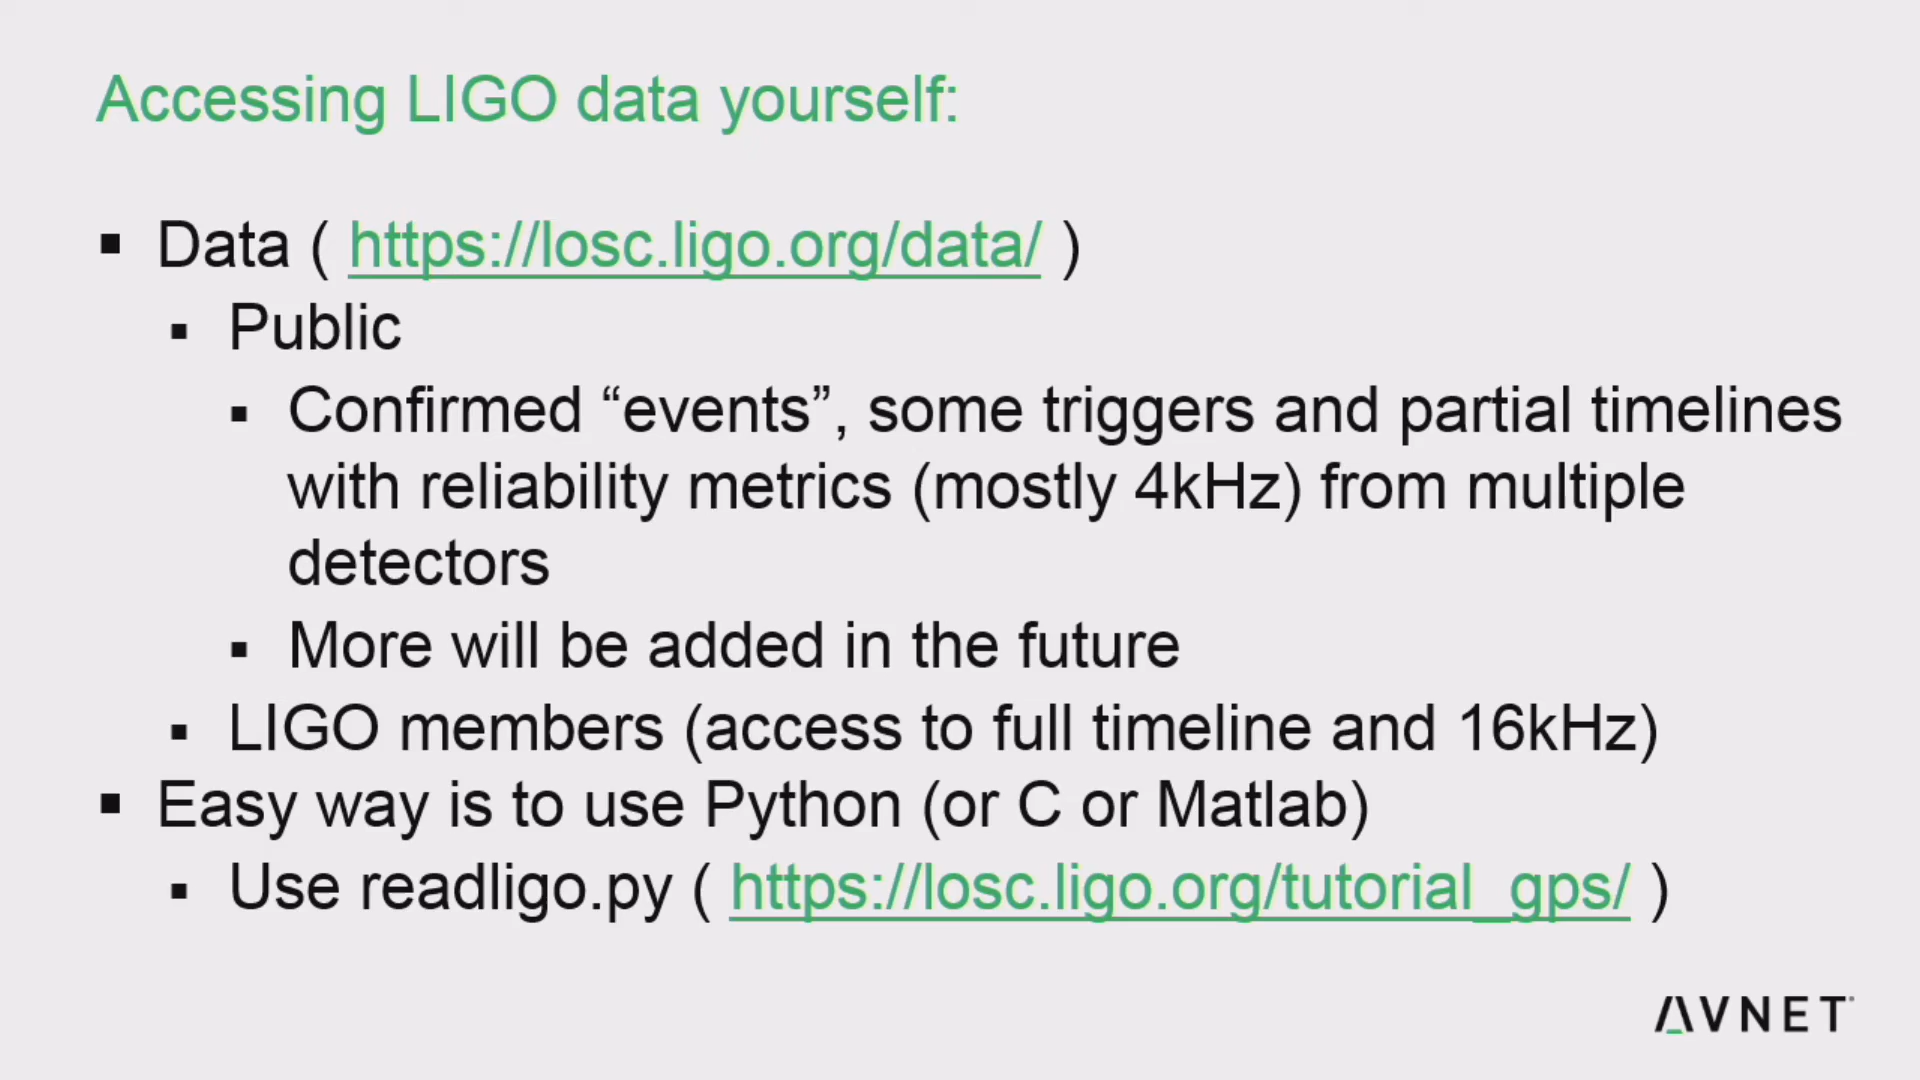 Accessing LIGO data yourself:
▪ Data ( https://losc.ligo.org/data/ )
▪ Public
▪ Confirmed “events”, some triggers and partial timelines
with reliability metrics (mostly 4kHz) from multiple
detectors
▪ More will be added in the future
▪ LIGO members (access to full timeline and 16kHz)
▪ Easy way is to use Python (or C or Matlab)
▪ Use readligo.py ( https://losc.ligo.org/tutorial_gps/ )
AVNET